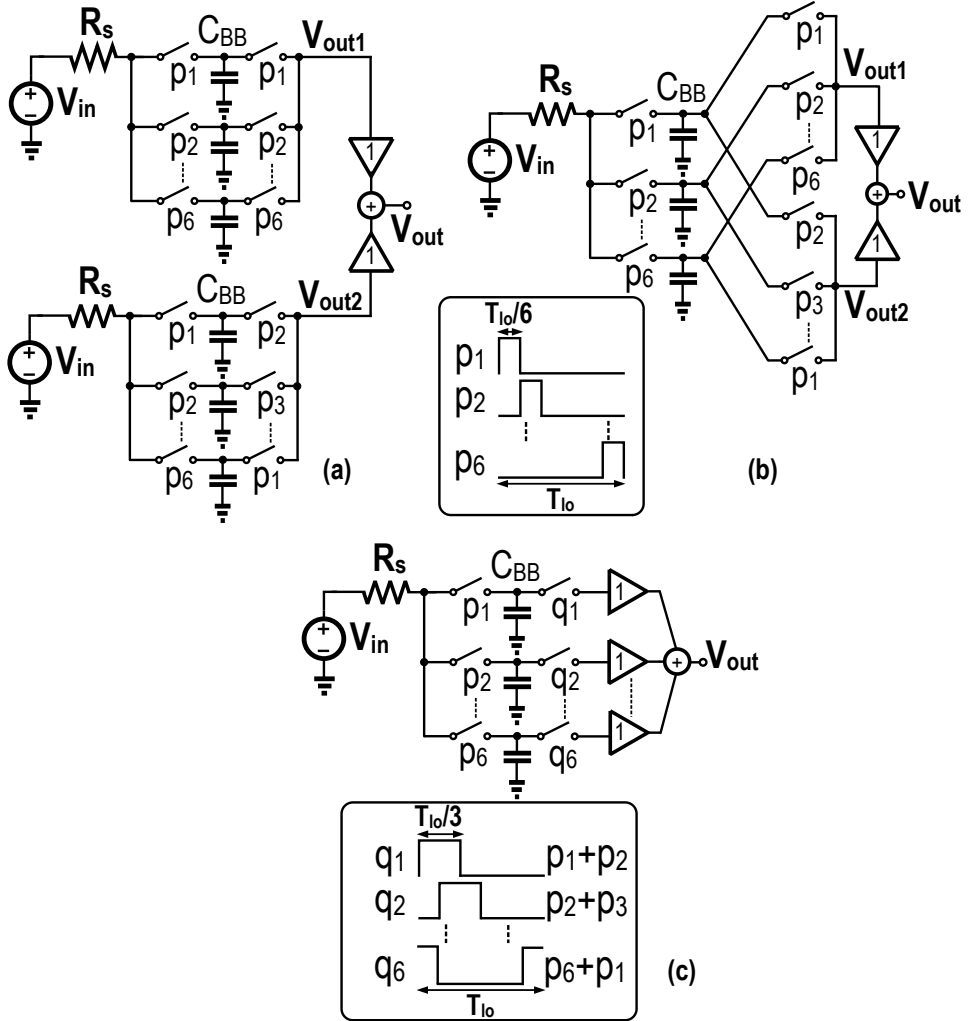 Rs CBB Vout1
p1 p1
Vin
p2 p2
p6 p6
1
+ Vout
1
Rs CBB Vout2
p1 p2
Vin
p2 p3
p6 p1
(a)
p1
Rs CBB p2 Vout1
p1
Vin p6 1
p2 + Vout
p2 1
p6 p3 Vout2
p1
Tlo/6
p1
p2
p6
Tlo
(b)
Rs CBB
p1 q1 1
Vin
p2 q2 1 + Vout
p6 q6 1
Tlo/3
q1 p1+p2
q2 p2+p3
q6 p6+p1
Tlo
(c)